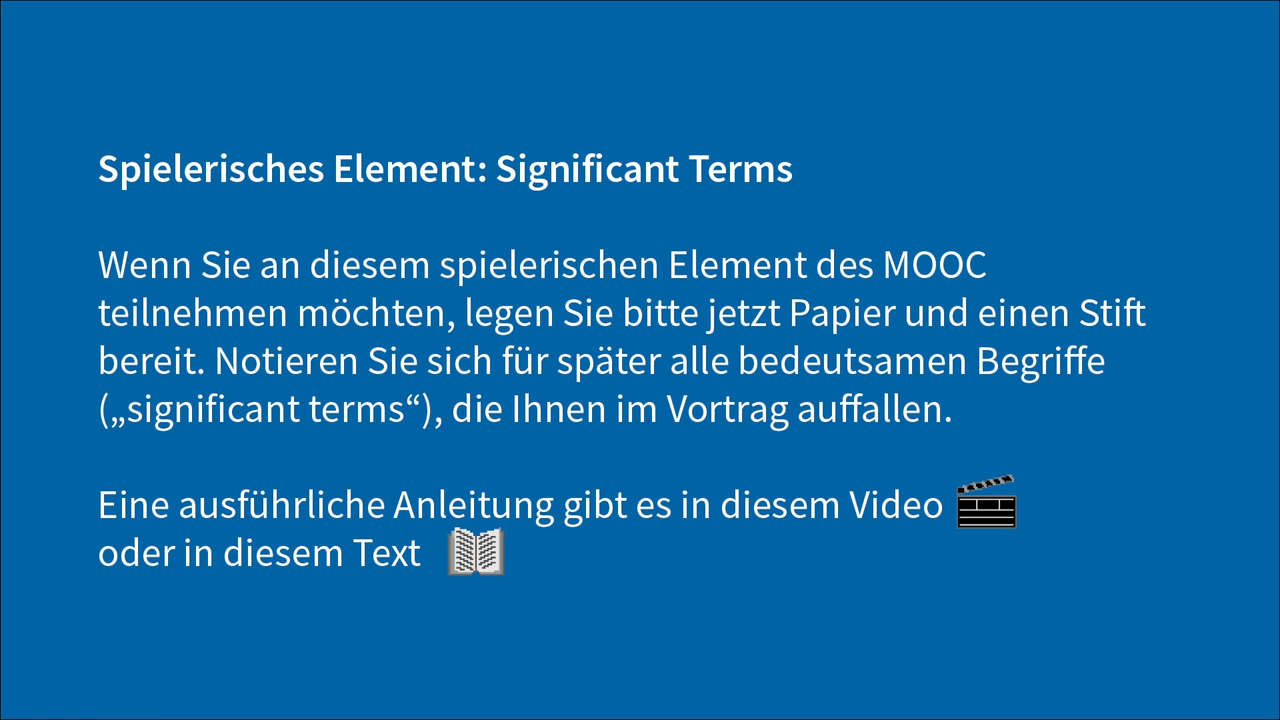 Spielerisches Element: Significant Terms
Wenn Sie an diesem spielerischen Element des MOOC
teilnehmen möchten, legen Sie bitte jetzt Papier und einen Stift
bereit. Notieren Sie sich für später alle bedeutsamen Begriffe
(„significant terms“), die Ihnen im Vortrag auffallen.
Eine ausführliche Anleitung gibt es in diesem Video
oder in diesem Text